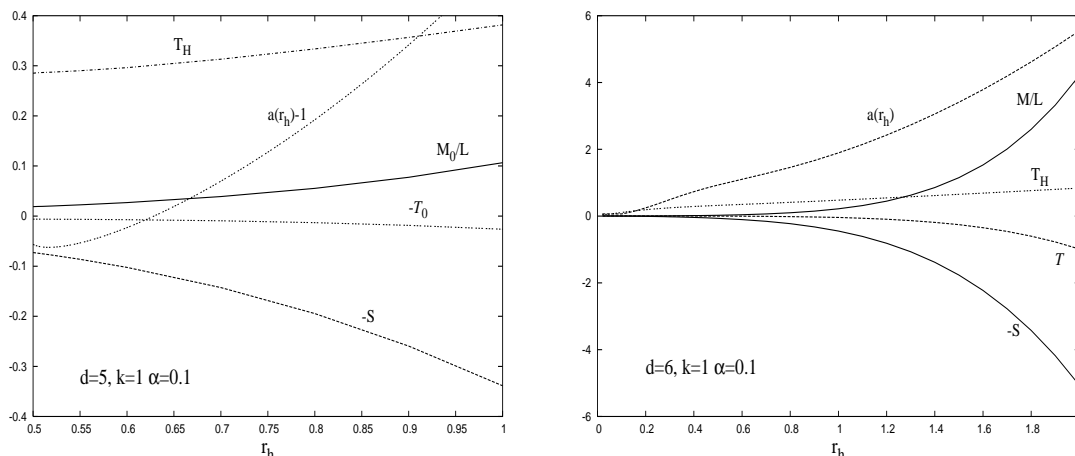 0.4
0.3
0.2
0.1
0
-0.1
-0.2
-0.3
-0.4
0.5 0.55 0.6 0.65 0.7 0.75 0.8 0.85 0.9 0.95 1
r_h
T_H
a(r_h)-1
M_0/L
-T_0
-S
d=5, k=1 α=0.1
6
4
2
0
-2
-4
-6
0 0.2 0.4 0.6 0.8 1 1.2 1.4 1.6 1.8
r_h
a(r_h)
M/L
T_H
T
-S
d=6, k=1 α=0.1